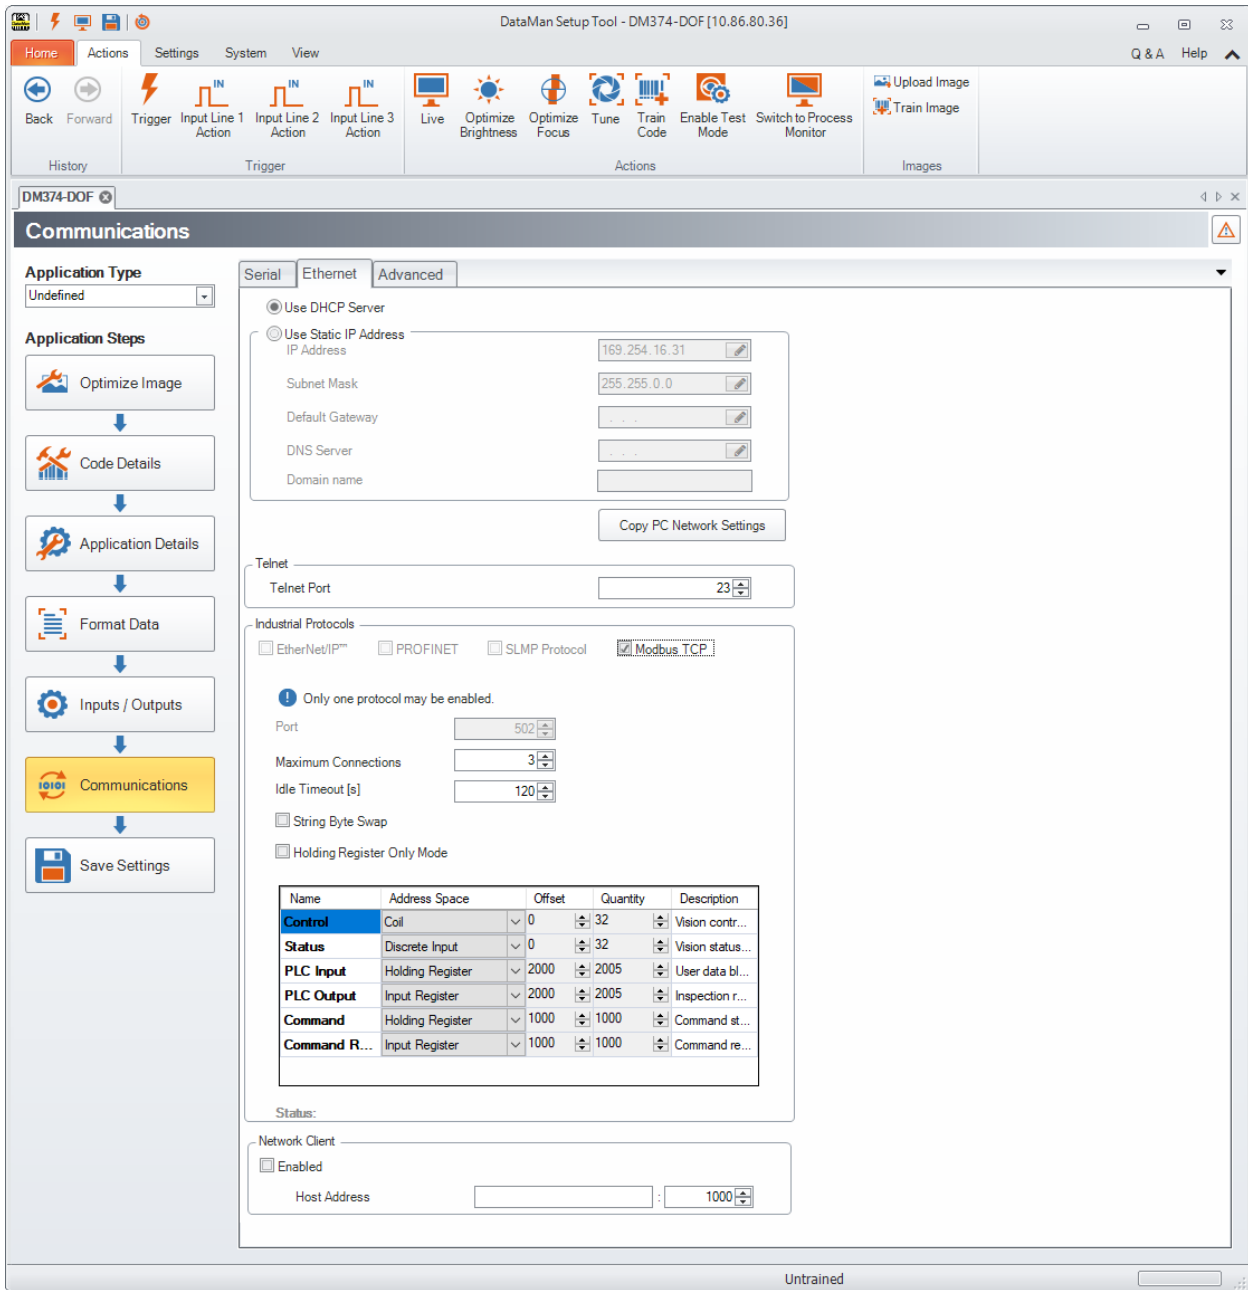 DataMan Setup Tool - DM374-DOF [10.86.80.36]
Home Actions Settings System View Q & A Help
Back Forward
History
Trigger Input Line 1 Action Input Line 2 Action Input Line 3 Action
Trigger
Live Optimize Brightness Optimize Focus Tune Train Code Enable Test Mode Switch to Process Monitor
Actions
Upload Image
Train Image
Images
DM374-DOF
Communications
Application Type
Undefined
Application Steps
Optimize Image
Code Details
Application Details
Format Data
Inputs / Outputs
Communications
Save Settings
Serial Ethernet Advanced
Use DHCP Server
Use Static IP Address
IP Address 169.254.16.31
Subnet Mask 255.255.0.0
Default Gateway . . .
DNS Server . . .
Domain name
Copy PC Network Settings
Telnet
Telnet Port 23
Industrial Protocols
EtherNet/IP™ PROFINET SLMP Protocol Modbus TCP
Only one protocol may be enabled.
Port 502
Maximum Connections 3
Idle Timeout [s] 120
String Byte Swap
Holding Register Only Mode
Name Address Space Offset Quantity Description
Control Coil 0 32 Vision contr...
Status Discrete Input 0 32 Vision status...
PLC Input Holding Register 2000 2005 User data bl...
PLC Output Input Register 2000 2005 Inspection r...
Command Holding Register 1000 1000 Command st...
Command R... Input Register 1000 1000 Command re...
Status:
Network Client
Enabled
Host Address : 1000
Untrained